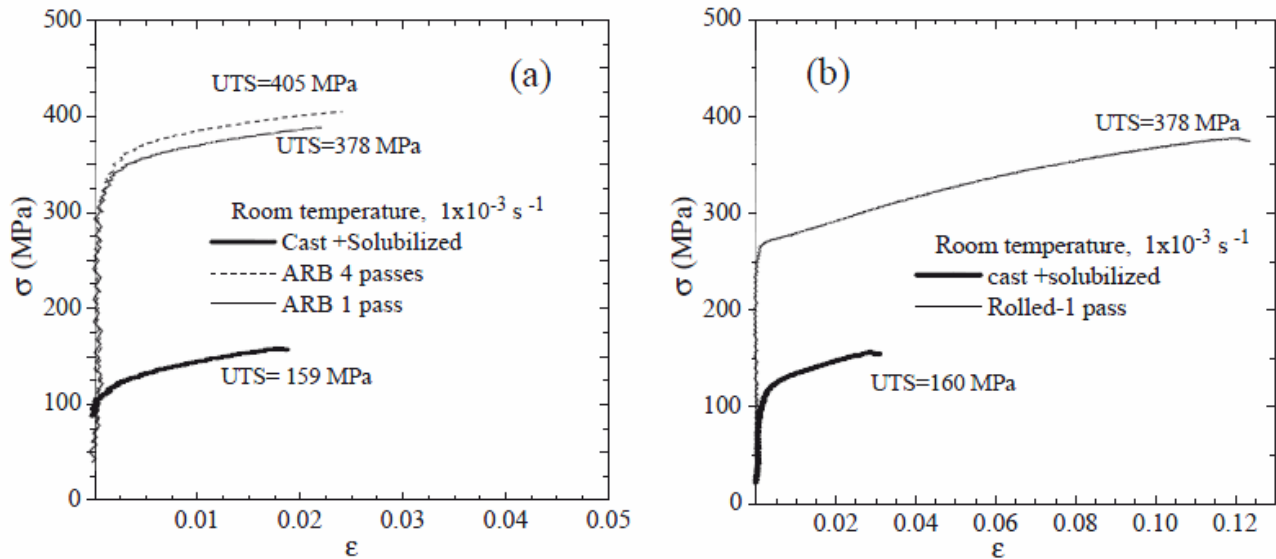 (a)
500
400
300
200
100
0
σ (MPa)
UTS=405 MPa
UTS=378 MPa
Room temperature, 1x10⁻³ s⁻¹
Cast +Solubilized
ARB 4 passes
ARB 1 pass
UTS= 159 MPa
0.01 0.02 0.03 0.04 0.05
ε
(b)
500
400
300
200
100
0
σ (MPa)
UTS=378 MPa
Room temperature, 1x10⁻³ s⁻¹
cast +solubilized
Rolled-1 pass
UTS=160 MPa
0.02 0.04 0.06 0.08 0.10 0.12
ε